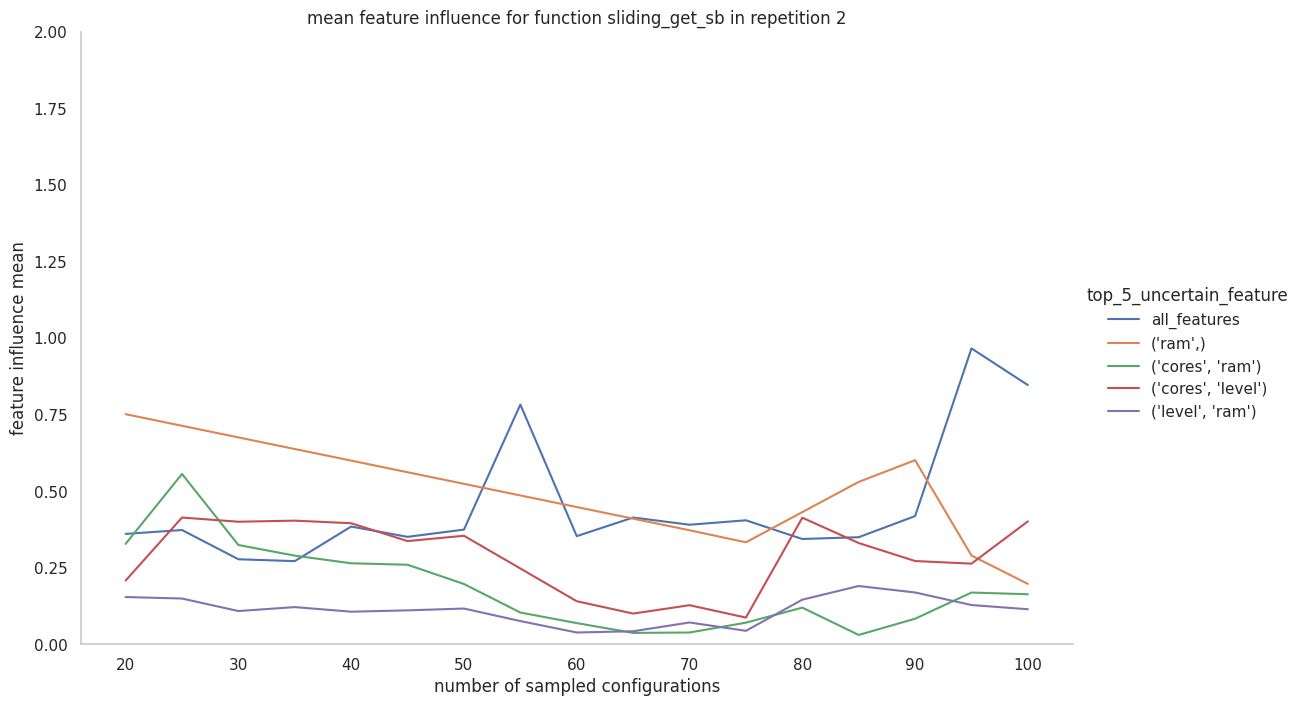 mean feature influence for function sliding_get_sb in repetition 2
2.00
1.75
1.50
1.25
1.00
0.75
0.50
0.25
0.00
feature influence mean
20 30 40 50 60 70 80 90 100
number of sampled configurations
top_5_uncertain_feature
all_features
('ram',)
('cores', 'ram')
('cores', 'level')
('level', 'ram')